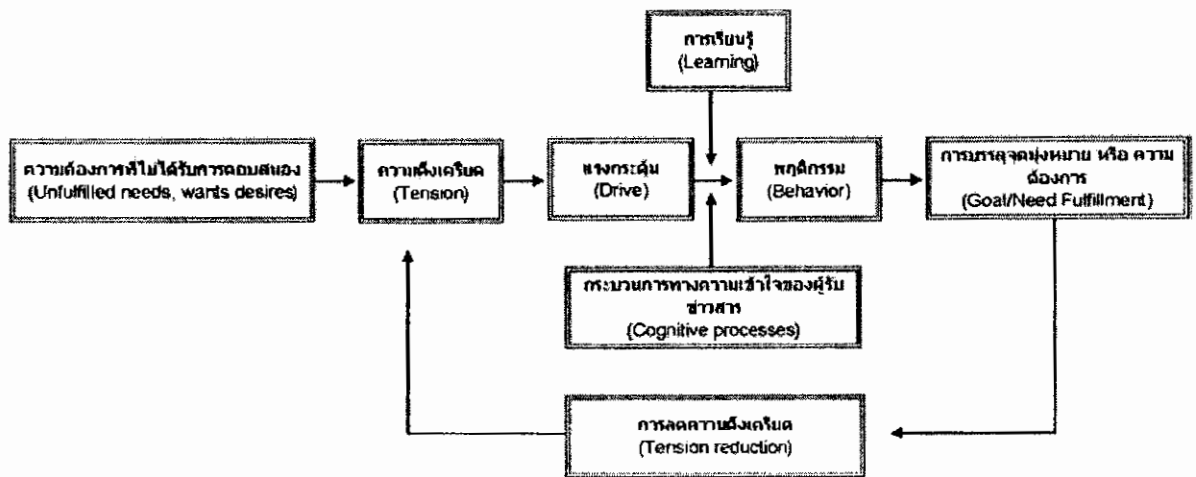 การเรียนรู้
(Learning)
ความต้องการที่ไม่ได้รับการตอบสนอง
(Unfulfilled needs, wants desires)
ความตึงเครียด
(Tension)
แรงกระตุ้น
(Drive)
พฤติกรรม
(Behavior)
การบรรลุจุดมุ่งหมาย หรือ ความ
ต้องการ
(Goal/Need Fulfillment)
กระบวนการทางความเข้าใจของผู้รับ
ข่าวสาร
(Cognitive processes)
การลดความตึงเครียด
(Tension reduction)